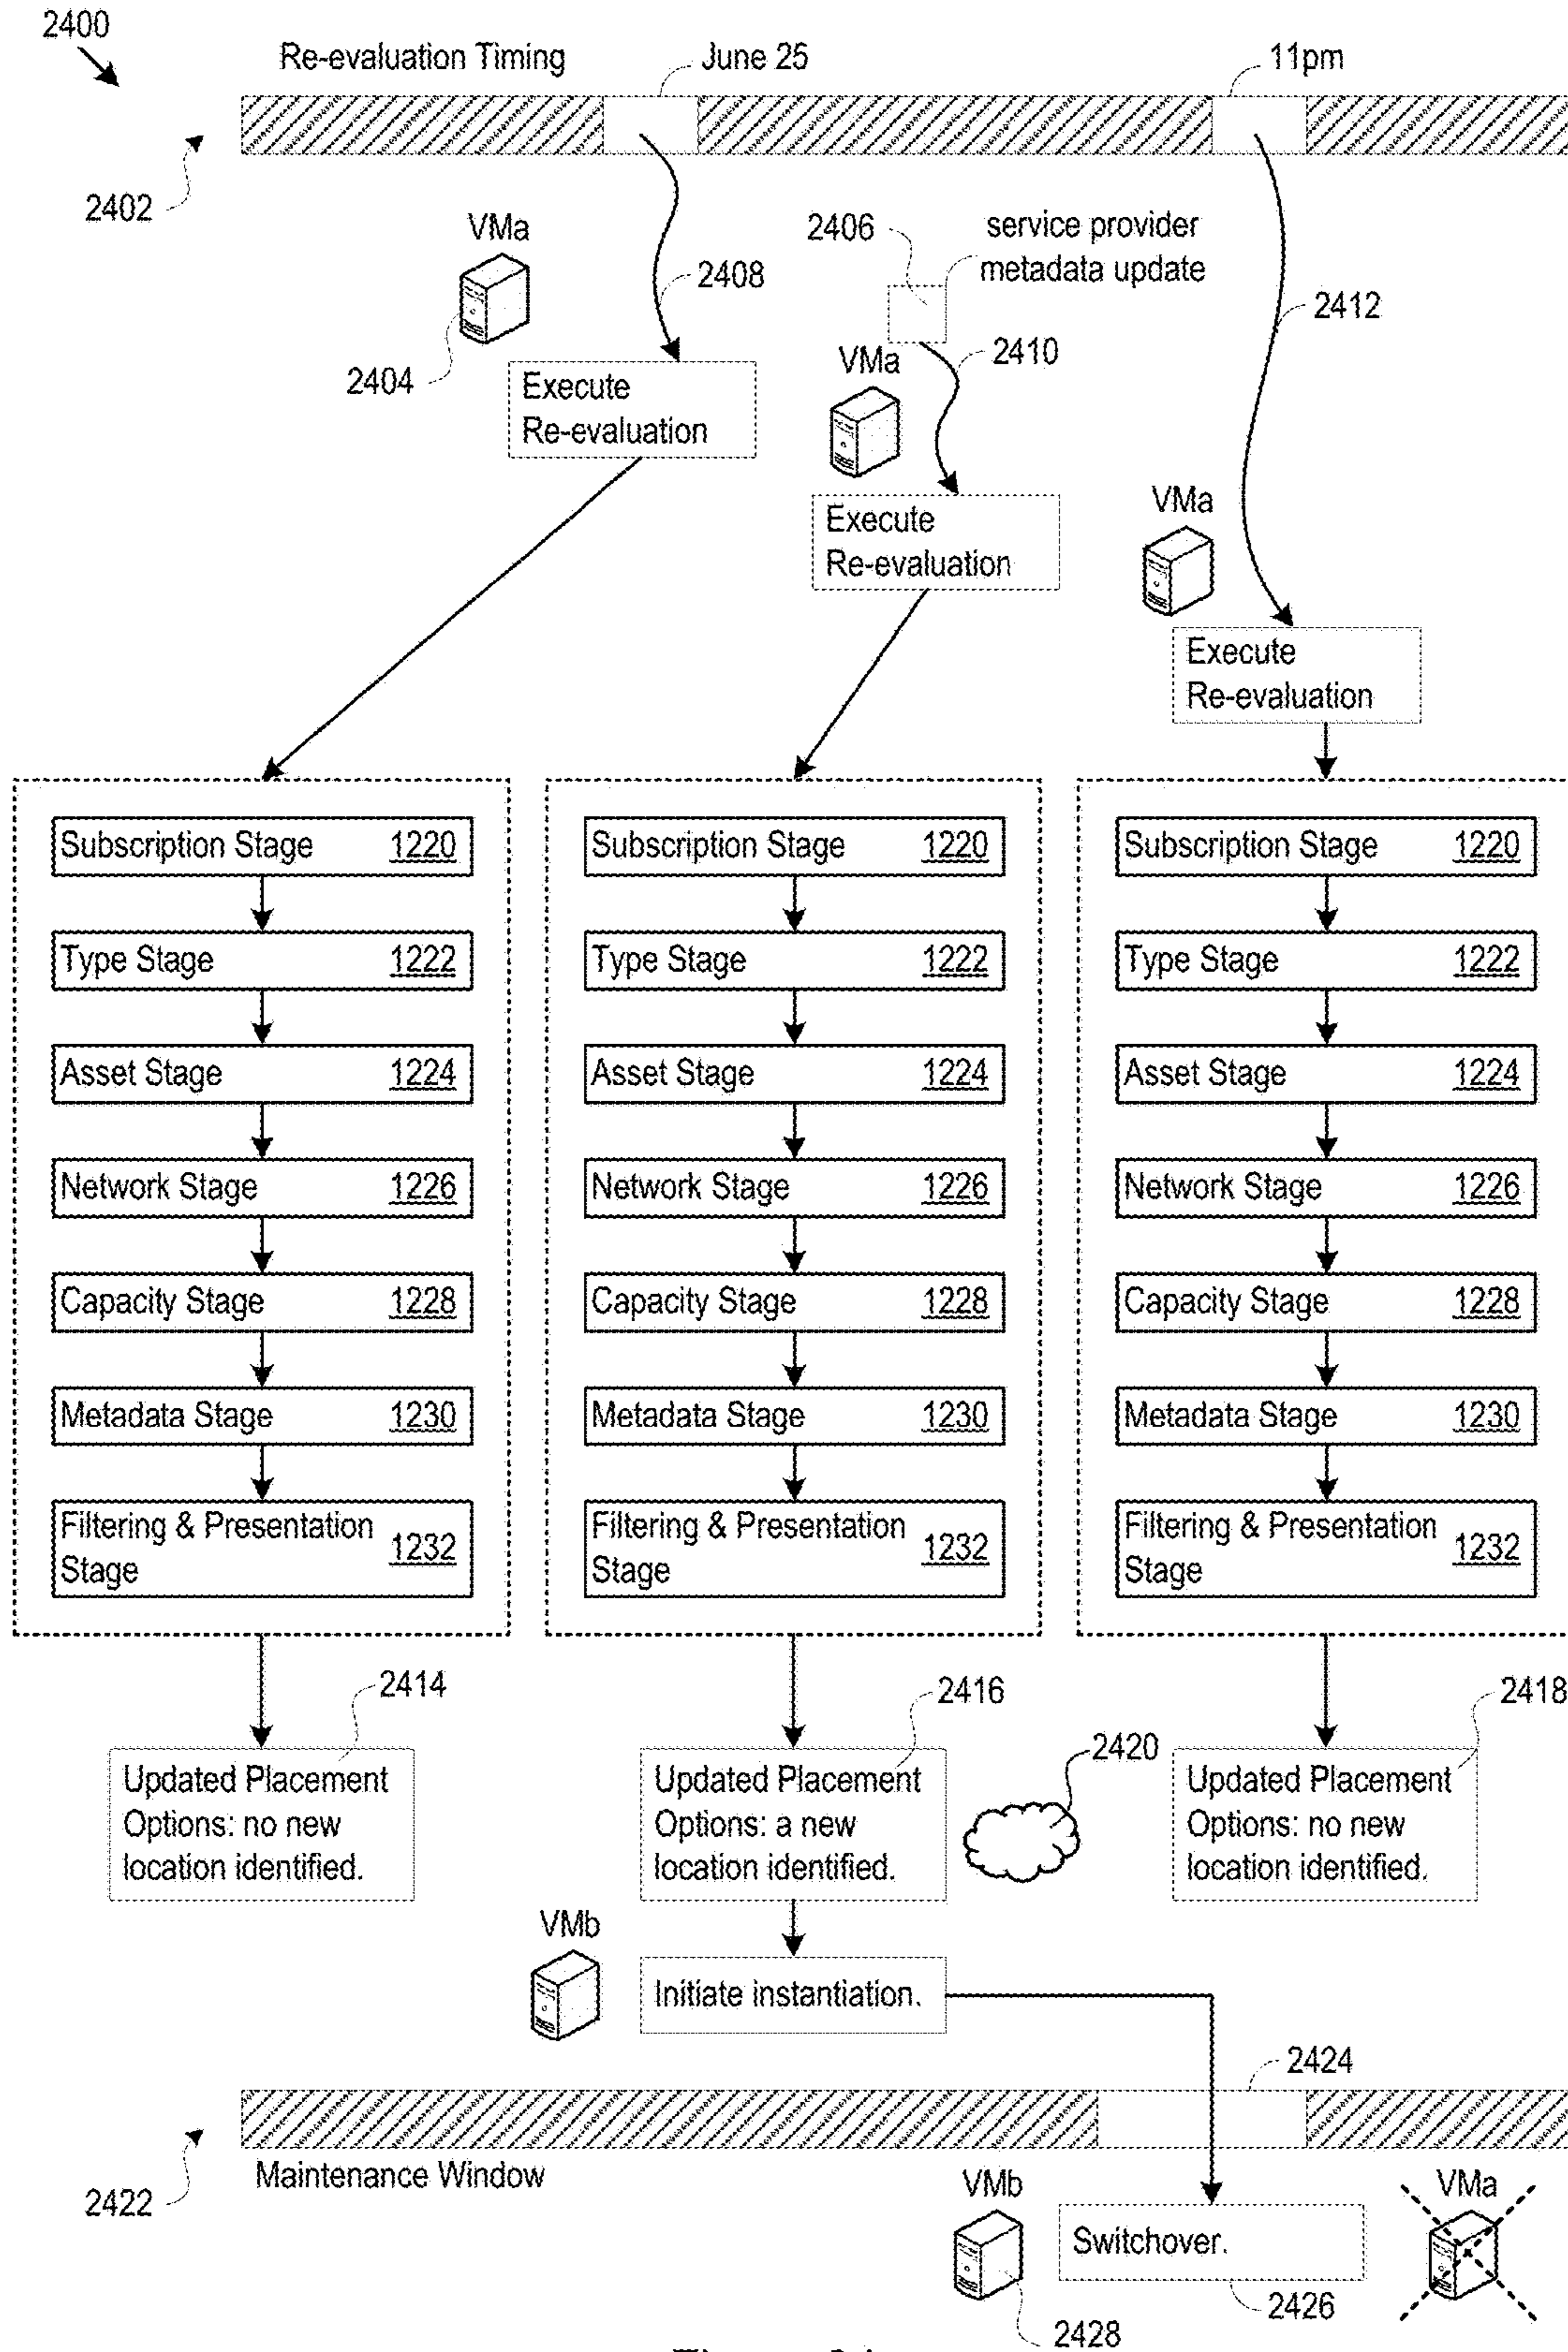 2400
Re-evaluation Timing
June 25
11pm
2402
VMa
2404
2408
2406
service provider
metadata update
2412
Execute
Re-evaluation
VMa
2410
Execute
Re-evaluation
VMa
Execute
Re-evaluation
Subscription Stage 1220
Type Stage 1222
Asset Stage 1224
Network Stage 1226
Capacity Stage 1228
Metadata Stage 1230
Filtering & Presentation
Stage 1232
Subscription Stage 1220
Type Stage 1222
Asset Stage 1224
Network Stage 1226
Capacity Stage 1228
Metadata Stage 1230
Filtering & Presentation
Stage 1232
Subscription Stage 1220
Type Stage 1222
Asset Stage 1224
Network Stage 1226
Capacity Stage 1228
Metadata Stage 1230
Filtering & Presentation
Stage 1232
2414
Updated Placement
Options: no new
location identified.
2416
Updated Placement
Options: a new
location identified.
2420
2418
Updated Placement
Options: no new
location identified.
VMb
Initiate instantiation.
2424
2422
Maintenance Window
VMb
Switchover.
VMa
2426
2428